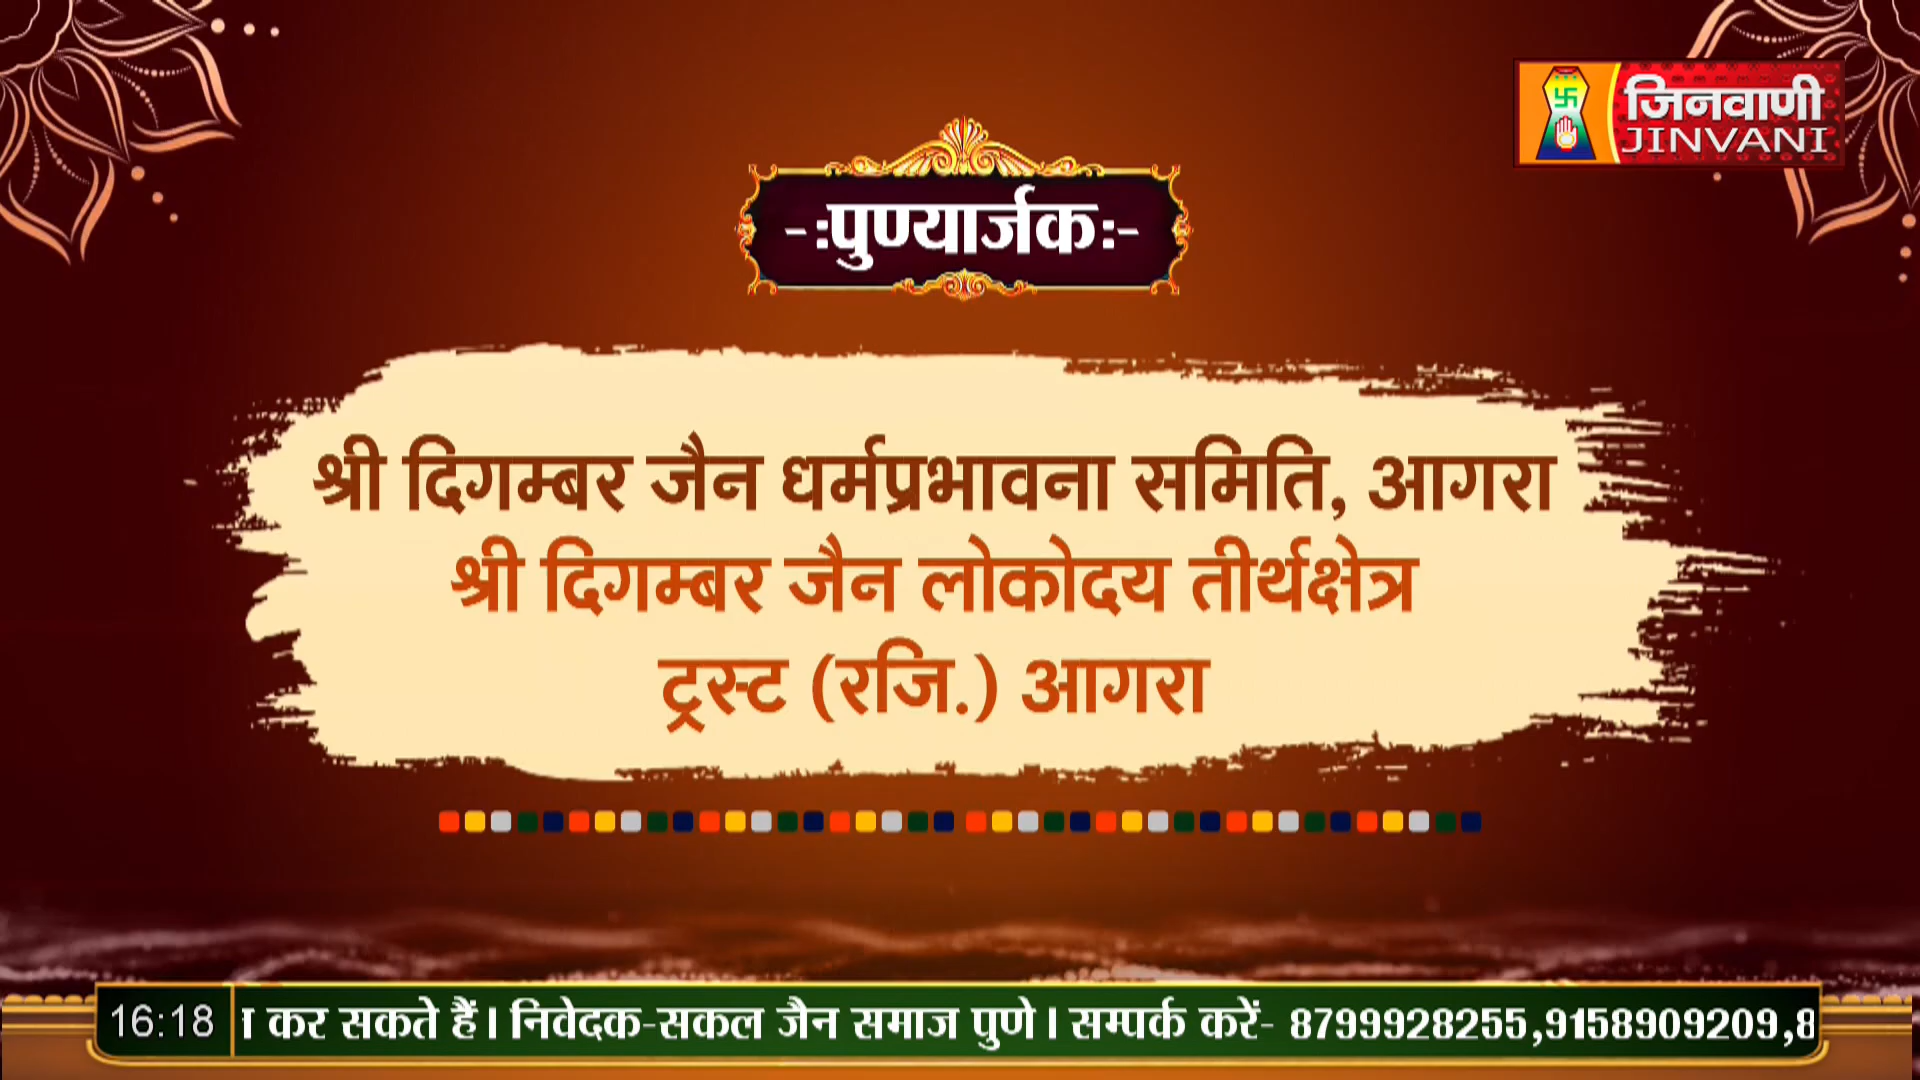 जिनवाणी
JINVANI
-:पुण्यार्जक:-
श्री दिगम्बर जैन धर्मप्रभावना समिति, आगरा
श्री दिगम्बर जैन लोकोदय तीर्थक्षेत्र
ट्रस्ट (रजि.) आगरा
16:18
कर सकते हैं। निवेदक-सकल जैन समाज पुणे। सम्पर्क करें- 8799928255,9158909209,8